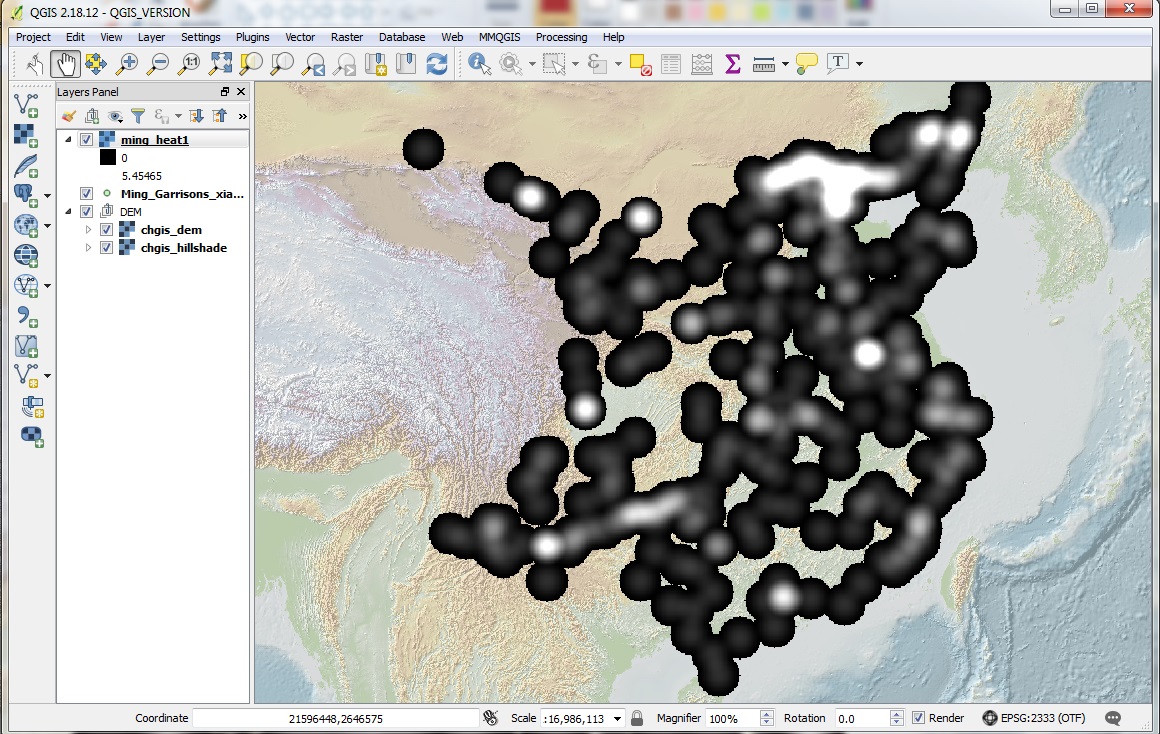 QGIS 2.18.12 - QGIS_VERSION
Project Edit View Layer Settings Plugins Vector Raster Database Web MMQGIS Processing Help
Layers Panel
ming_heat1
0
5.45465
Ming_Garrisons_xia...
DEM
chgis_dem
chgis_hillshade
Coordinate 21596448,2646575 Scale :16,986,113 Magnifier 100% Rotation 0.0 Render EPSG:2333 (OTF)